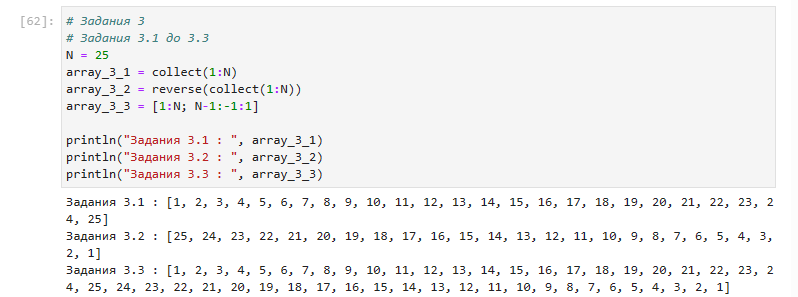 [62]: # Задания 3
# Задания 3.1 до 3.3
N = 25
array_3_1 = collect(1:N)
array_3_2 = reverse(collect(1:N))
array_3_3 = [1:N; N-1:-1:1]
println("Задания 3.1 : ", array_3_1)
println("Задания 3.2 : ", array_3_2)
println("Задания 3.3 : ", array_3_3)
Задания 3.1 : [1, 2, 3, 4, 5, 6, 7, 8, 9, 10, 11, 12, 13, 14, 15, 16, 17, 18, 19, 20, 21, 22, 23, 2
4, 25]
Задания 3.2 : [25, 24, 23, 22, 21, 20, 19, 18, 17, 16, 15, 14, 13, 12, 11, 10, 9, 8, 7, 6, 5, 4, 3,
2, 1]
Задания 3.3 : [1, 2, 3, 4, 5, 6, 7, 8, 9, 10, 11, 12, 13, 14, 15, 16, 17, 18, 19, 20, 21, 22, 23, 2
4, 25, 24, 23, 22, 21, 20, 19, 18, 17, 16, 15, 14, 13, 12, 11, 10, 9, 8, 7, 6, 5, 4, 3, 2, 1]